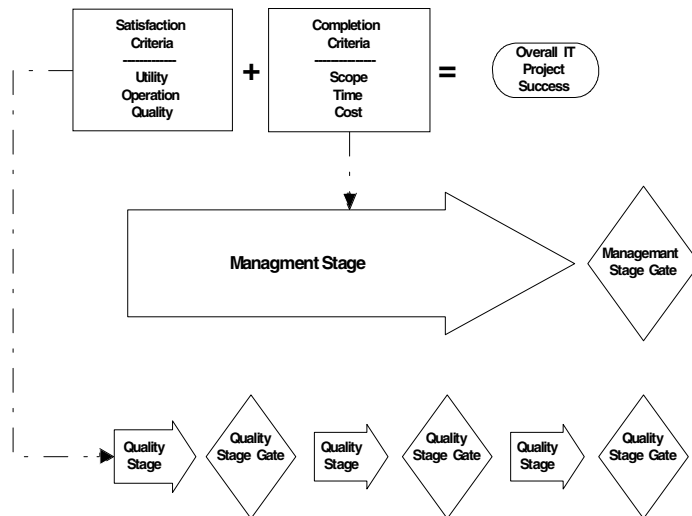 Satisfaction
Criteria
-------------
Utility
Operation
Quality
+
Completion
Criteria
---------------
Scope
Time
Cost
=
Overall IT
Project
Success
Managment Stage
Managemant
Stage Gate
Quality
Stage
Quality
Stage Gate
Quality
Stage
Quality
Stage Gate
Quality
Stage
Quality
Stage Gate